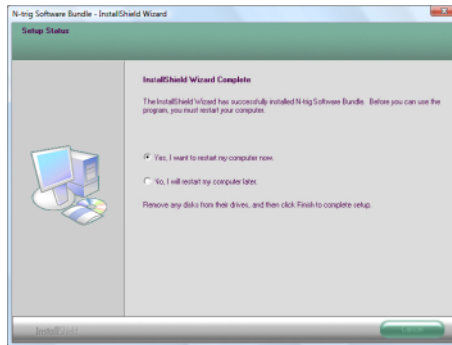 N-trig Software Bundle - InstallShield Wizard
Setup Status
InstallShield Wizard Complete
The InstallShield Wizard has successfully installed N-trig Software Bundle. Before you can use the
program, you must restart your computer.
Yes, I want to restart my computer now.
No, I will restart my computer later.
Remove any disks from their drives, and then click Finish to complete setup.
InstallShield